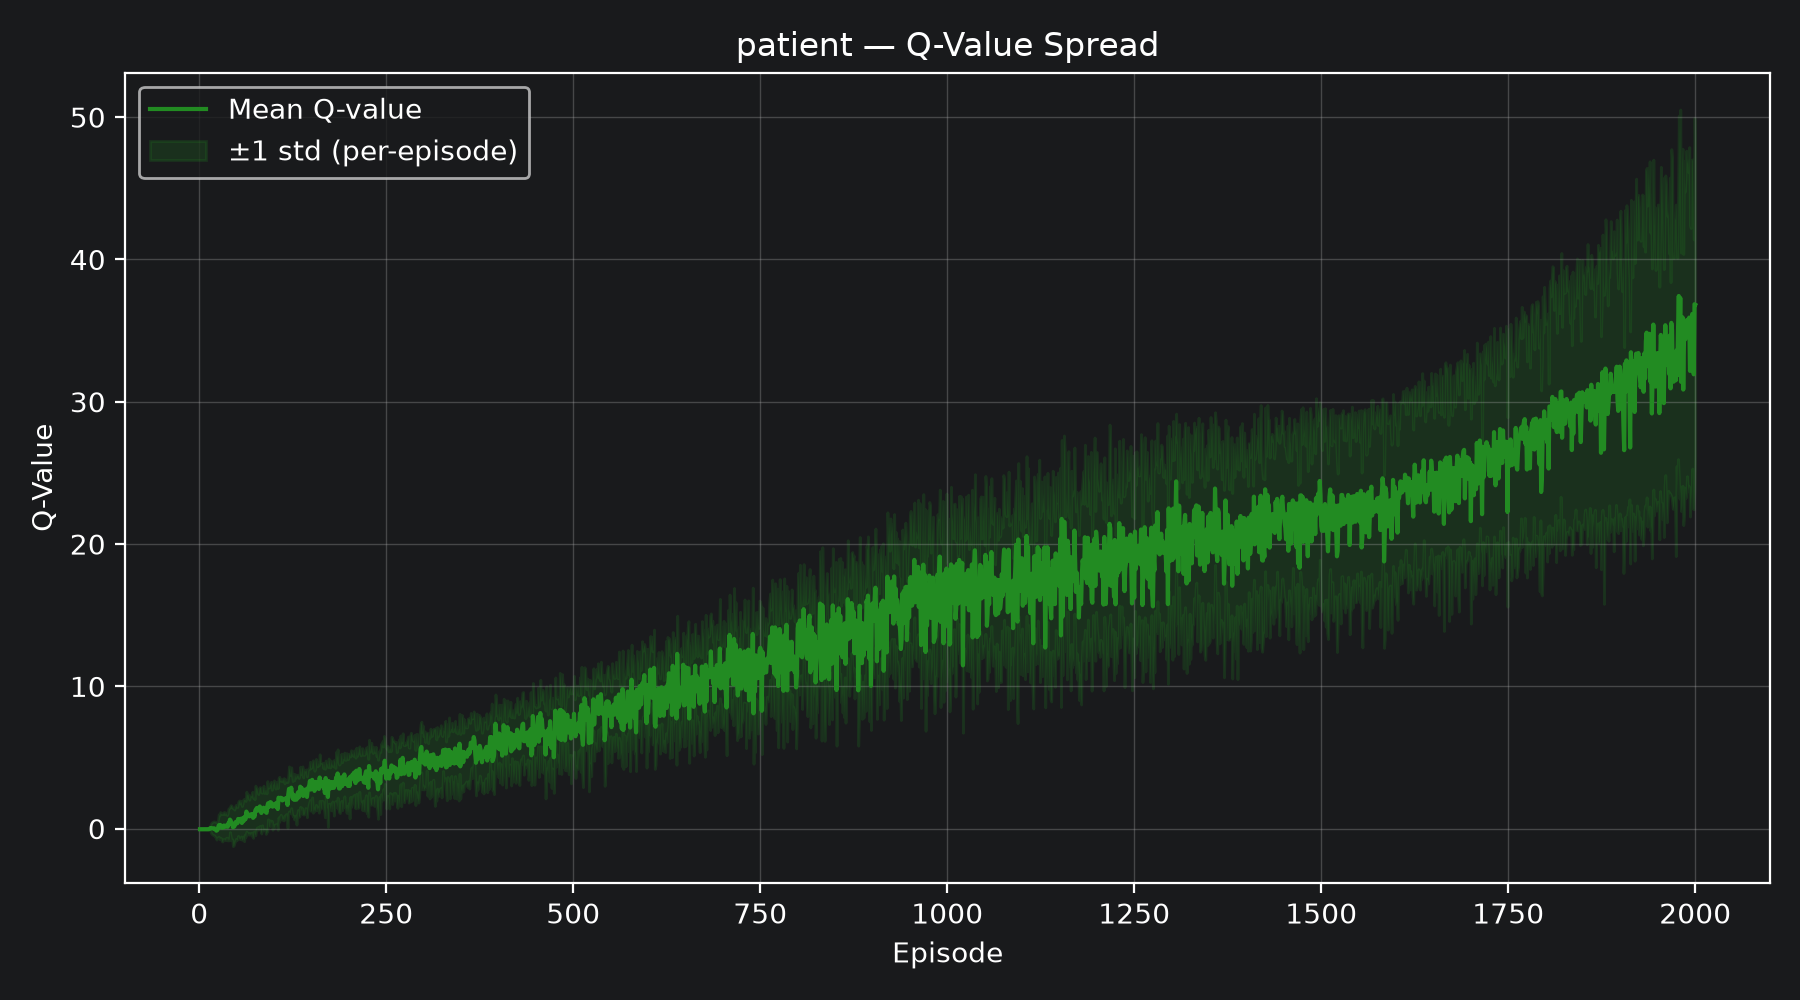 patient — Q-Value Spread
Mean Q-value
±1 std (per-episode)
50
40
30
20
10
0
Q-Value
0 250 500 750 1000 1250 1500 1750 2000
Episode